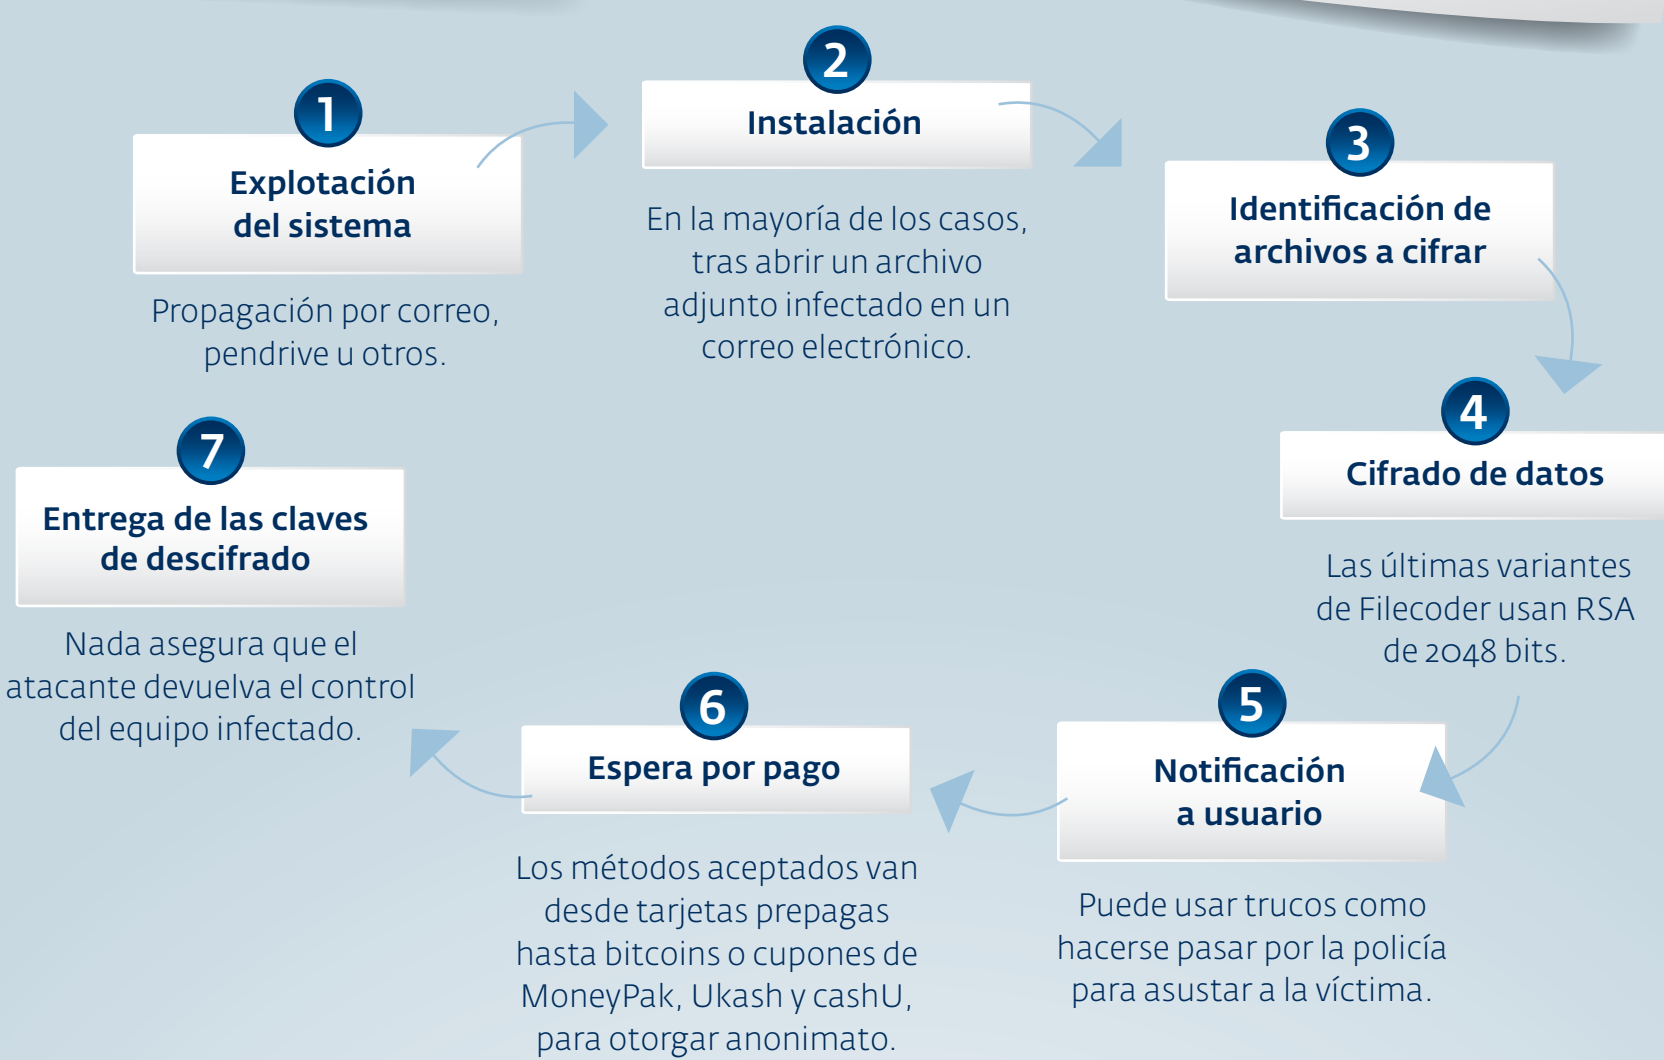 1
Explotación
del sistema
Propagación por correo,
pendrive u otros.
2
Instalación
En la mayoría de los casos,
tras abrir un archivo
adjunto infectado en un
correo electrónico.
3
Identificación de
archivos a cifrar
4
Cifrado de datos
Las últimas variantes
de Filecoder usan RSA
de 2048 bits.
5
Notificación
a usuario
Puede usar trucos como
hacerse pasar por la policía
para asustar a la víctima.
6
Espera por pago
Los métodos aceptados van
desde tarjetas prepagas
hasta bitcoins o cupones de
MoneyPak, Ukash y cashU,
para otorgar anonimato.
7
Entrega de las claves
de descifrado
Nada asegura que el
atacante devuelva el control
del equipo infectado.